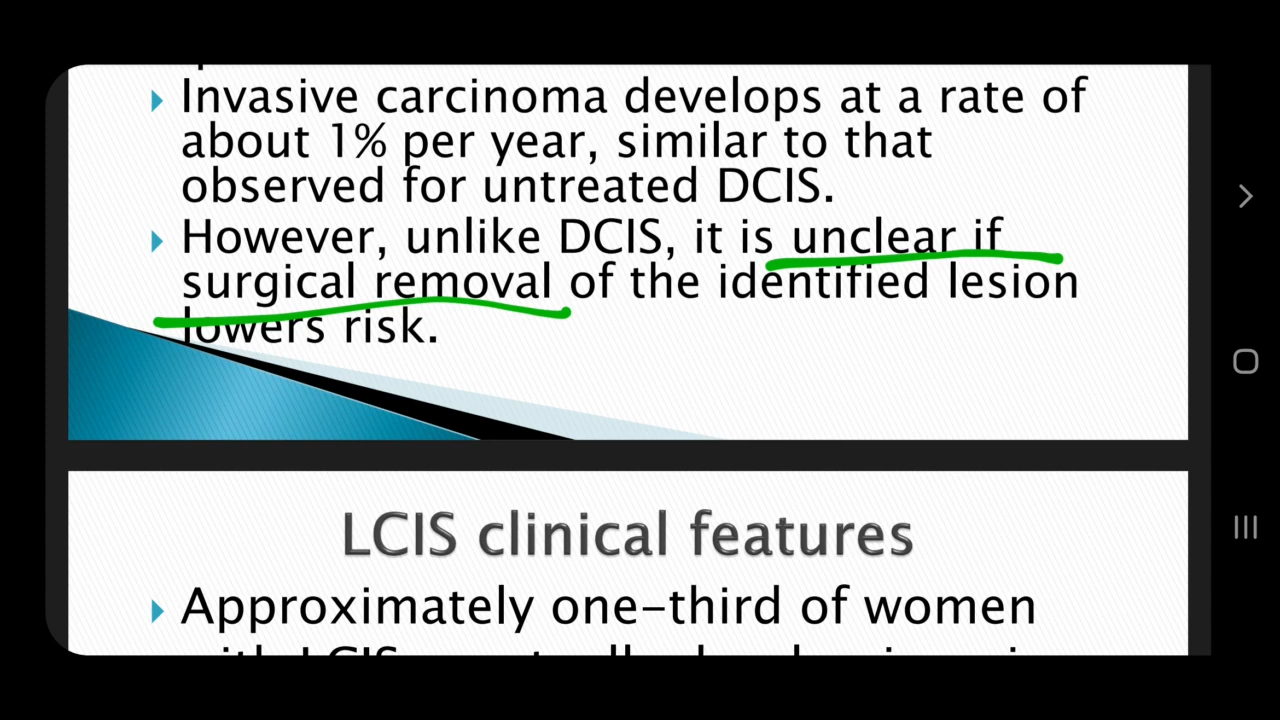 Invasive carcinoma develops at a rate of
about 1% per year, similar to that
observed for untreated DCIS.
However, unlike DCIS, it is unclear if
surgical removal of the identified lesion
lowers risk.
LCIS clinical features
Approximately one-third of women